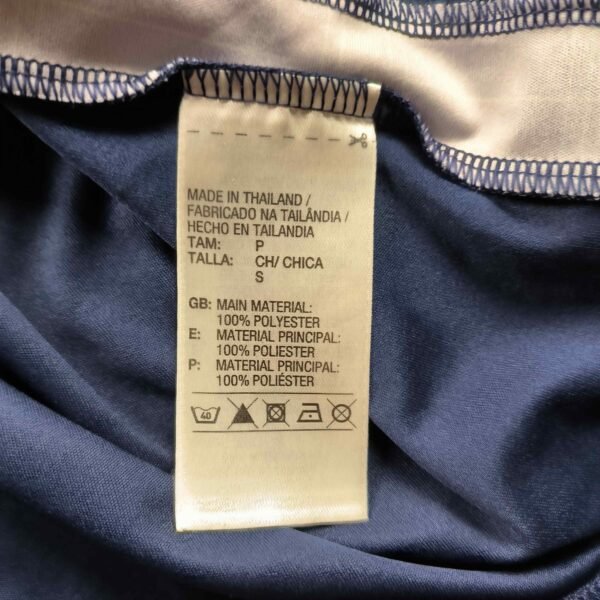 MADE IN THAILAND /
FABRICADO NA TAILÂNDIA /
HECHO EN TAILANDIA
TAM: P
TALLA: CH/ CHICA
S
GB: MAIN MATERIAL:
100% POLYESTER
E: MATERIAL PRINCIPAL:
100% POLIESTER
P: MATERIAL PRINCIPAL:
100% POLIÉSTER
40